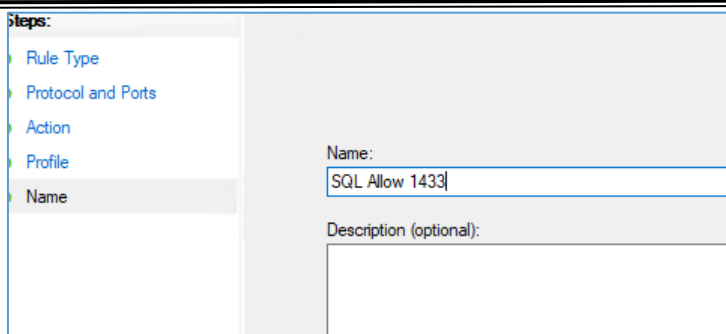 Steps:
Rule Type
Protocol and Ports
Action
Profile
Name
Name:
SQL Allow 1433
Description (optional):